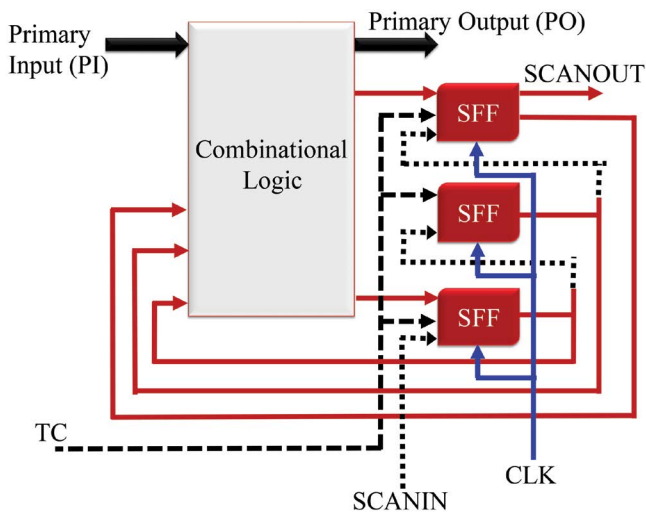 Primary
Input (PI)
Primary Output (PO)
SCANOUT
SFF
Combinational
Logic
SFF
SFF
TC
CLK
SCANIN